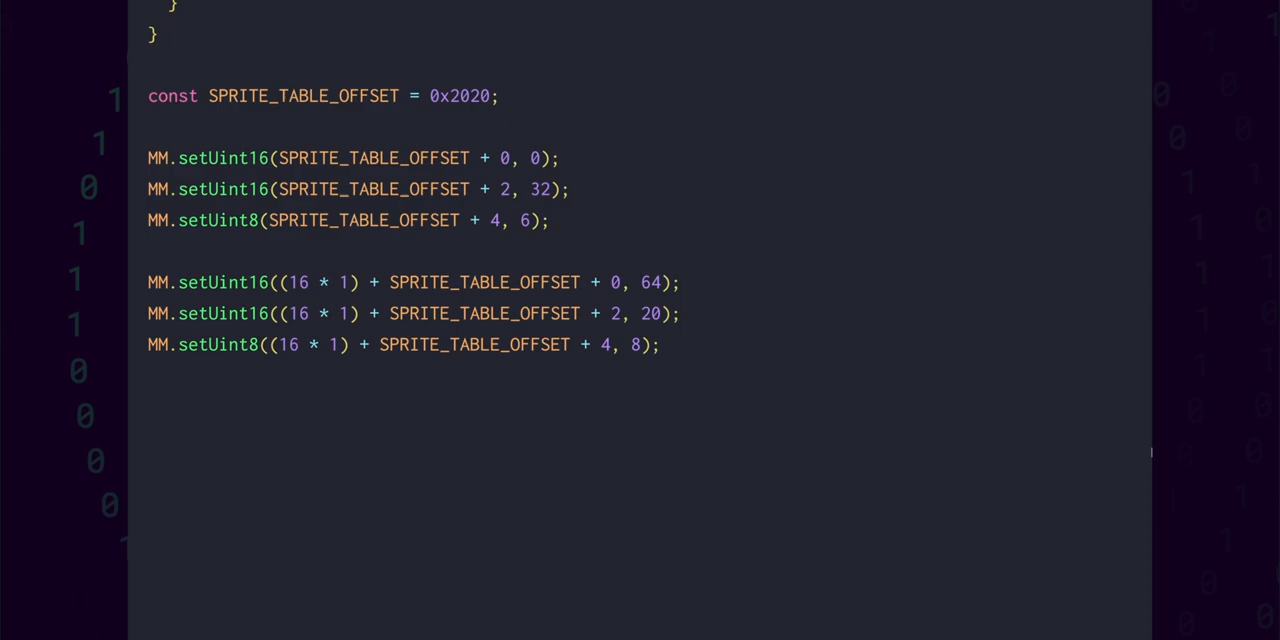 }
}
const SPRITE_TABLE_OFFSET = 0x2020;
MM.setUint16(SPRITE_TABLE_OFFSET + 0, 0);
MM.setUint16(SPRITE_TABLE_OFFSET + 2, 32);
MM.setUint8(SPRITE_TABLE_OFFSET + 4, 6);
MM.setUint16((16 * 1) + SPRITE_TABLE_OFFSET + 0, 64);
MM.setUint16((16 * 1) + SPRITE_TABLE_OFFSET + 2, 20);
MM.setUint8((16 * 1) + SPRITE_TABLE_OFFSET + 4, 8);